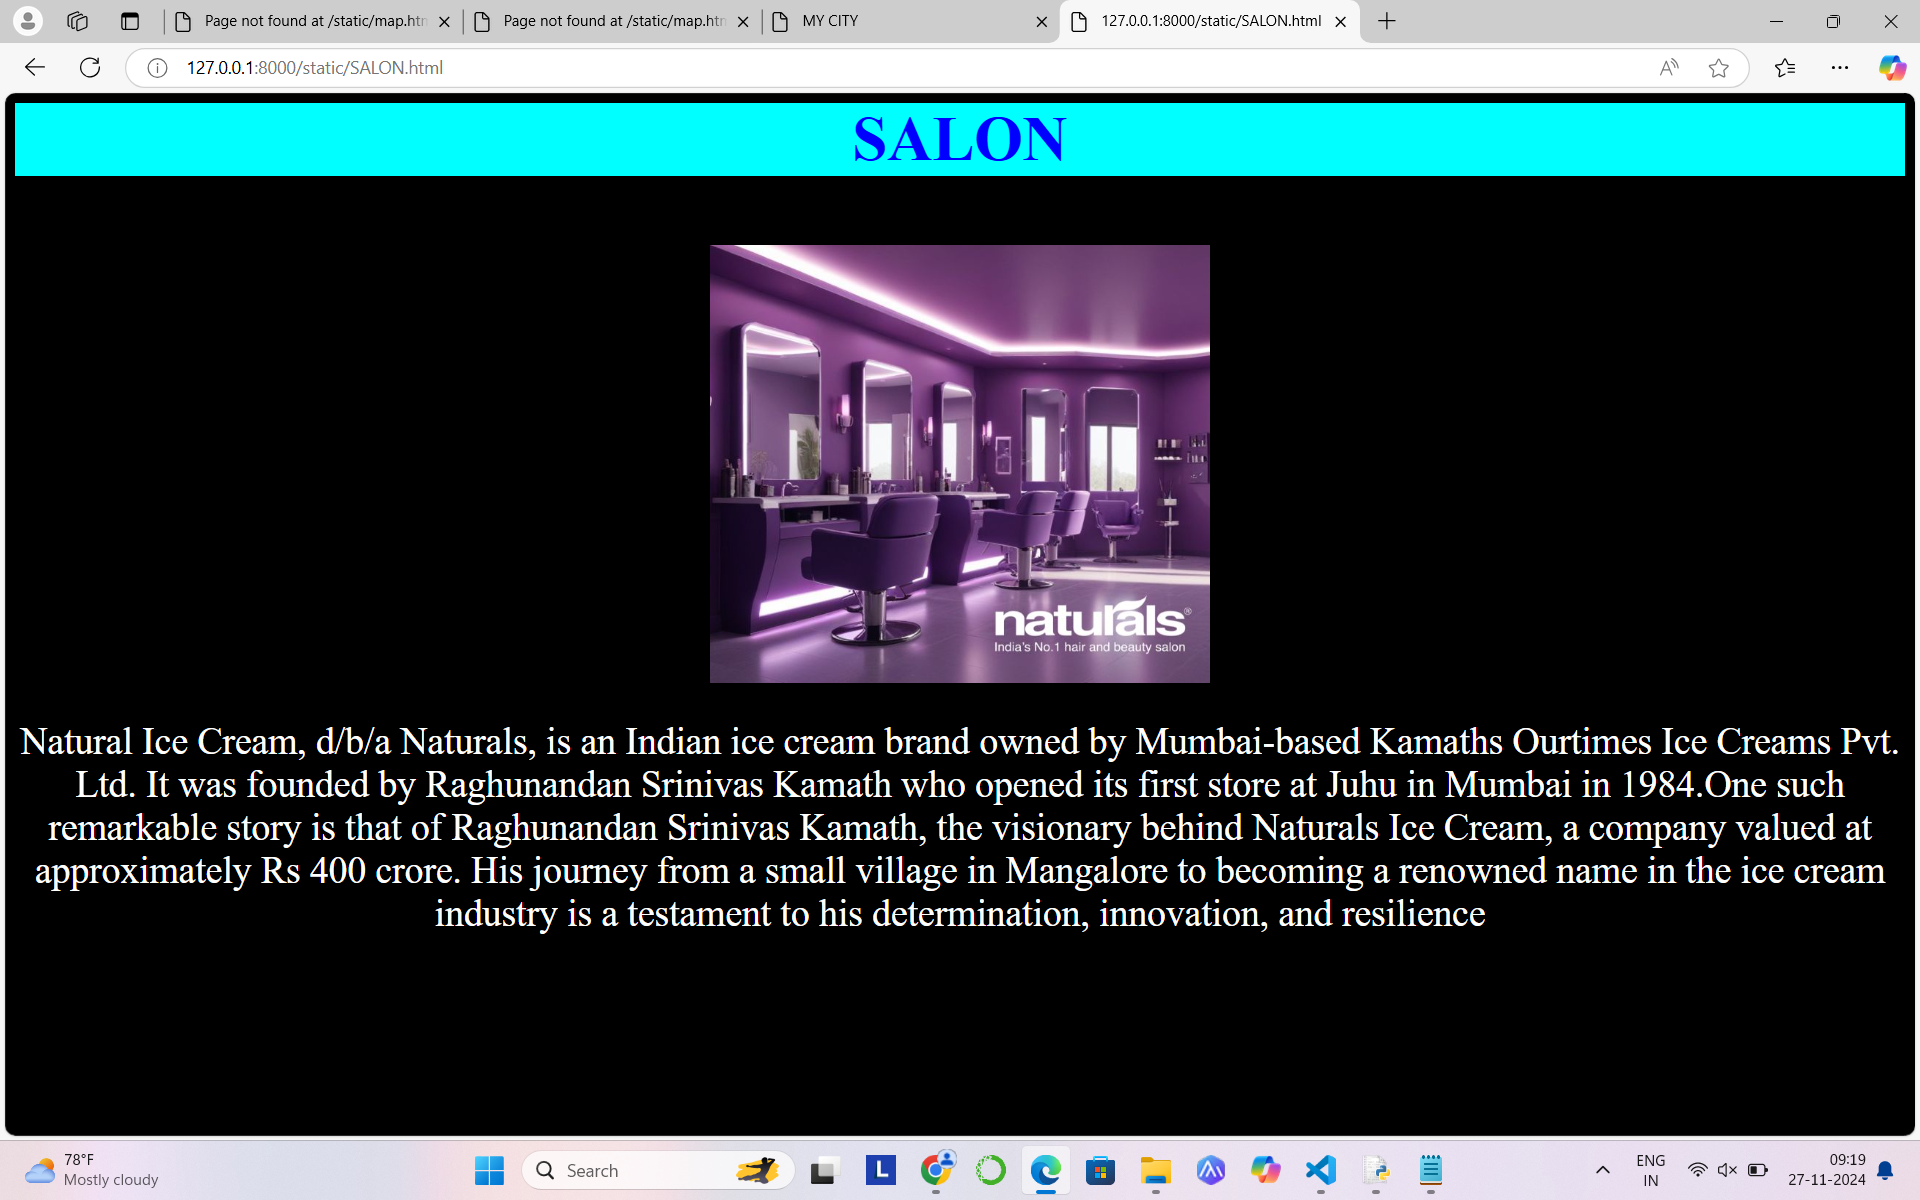 Page not found at /static/map.htm
Page not found at /static/map.htm
MY CITY
127.0.0.1:8000/static/SALON.html
127.0.0.1:8000/static/SALON.html
SALON
naturals®
India's No.1 hair and beauty salon
Natural Ice Cream, d/b/a Naturals, is an Indian ice cream brand owned by Mumbai-based Kamaths Ourtimes Ice Creams Pvt.
Ltd. It was founded by Raghunandan Srinivas Kamath who opened its first store at Juhu in Mumbai in 1984.One such
remarkable story is that of Raghunandan Srinivas Kamath, the visionary behind Naturals Ice Cream, a company valued at
approximately Rs 400 crore. His journey from a small village in Mangalore to becoming a renowned name in the ice cream
industry is a testament to his determination, innovation, and resilience
78°F
Mostly cloudy
Search
L
ENG
IN
09:19
27-11-2024